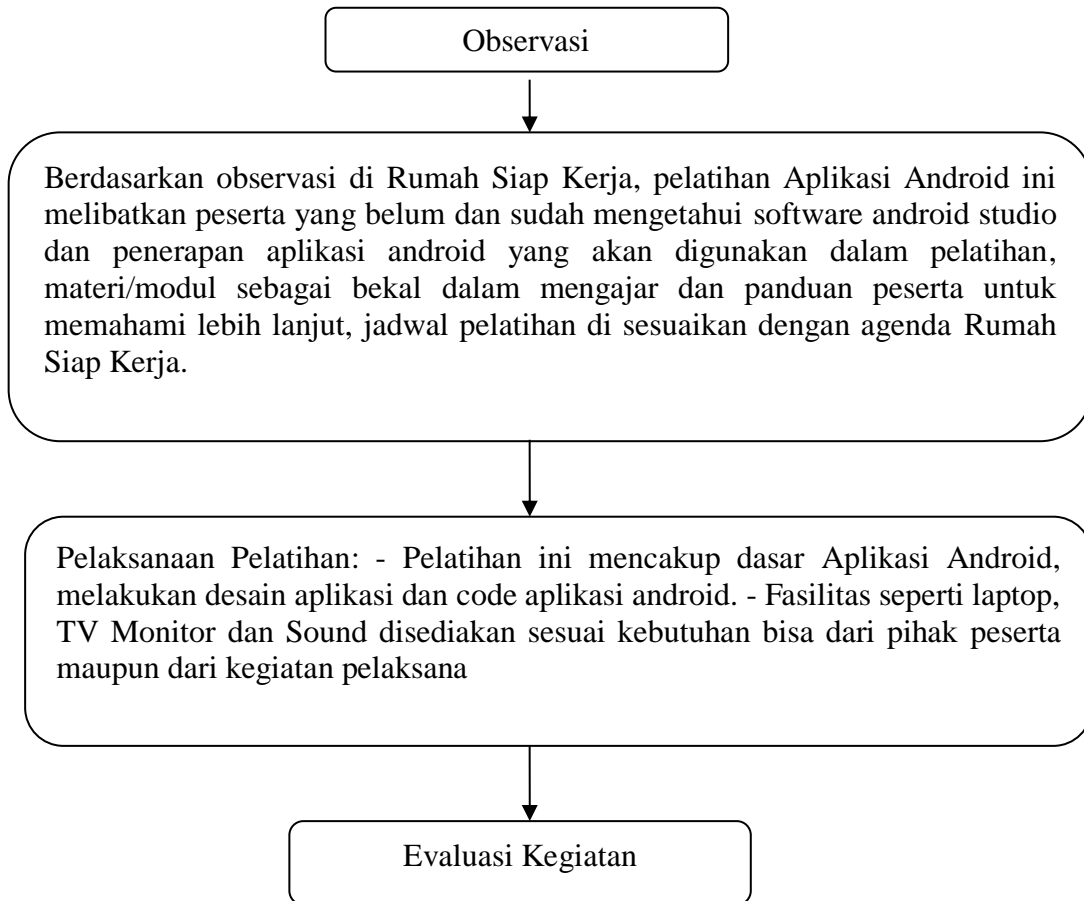 Observasi
Berdasarkan observasi di Rumah Siap Kerja, pelatihan Aplikasi Android ini
melibatkan peserta yang belum dan sudah mengetahui software android studio
dan penerapan aplikasi android yang akan digunakan dalam pelatihan,
materi/modul sebagai bekal dalam mengajar dan panduan peserta untuk
memahami lebih lanjut, jadwal pelatihan di sesuaikan dengan agenda Rumah
Siap Kerja.
Pelaksanaan Pelatihan: - Pelatihan ini mencakup dasar Aplikasi Android,
melakukan desain aplikasi dan code aplikasi android. - Fasilitas seperti laptop,
TV Monitor dan Sound disediakan sesuai kebutuhan bisa dari pihak peserta
maupun dari kegiatan pelaksana
Evaluasi Kegiatan